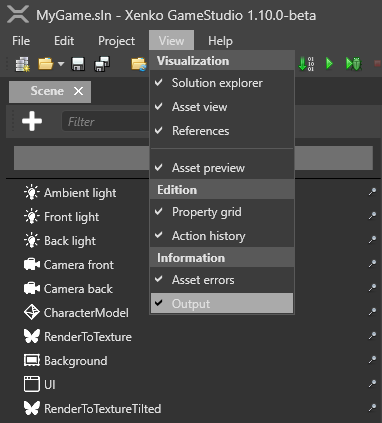 MyGame.sln - Xenko GameStudio 1.10.0-beta
File Edit Project View Help
Visualization
Solution explorer
Scene
Asset view
Filter
References
Asset preview
Edition
Ambient light
Property grid
Front light
Action history
Back light
Information
Camera front
Asset errors
Camera back
Output
CharacterModel
RenderToTexture
Background
UI
RenderToTextureTilted